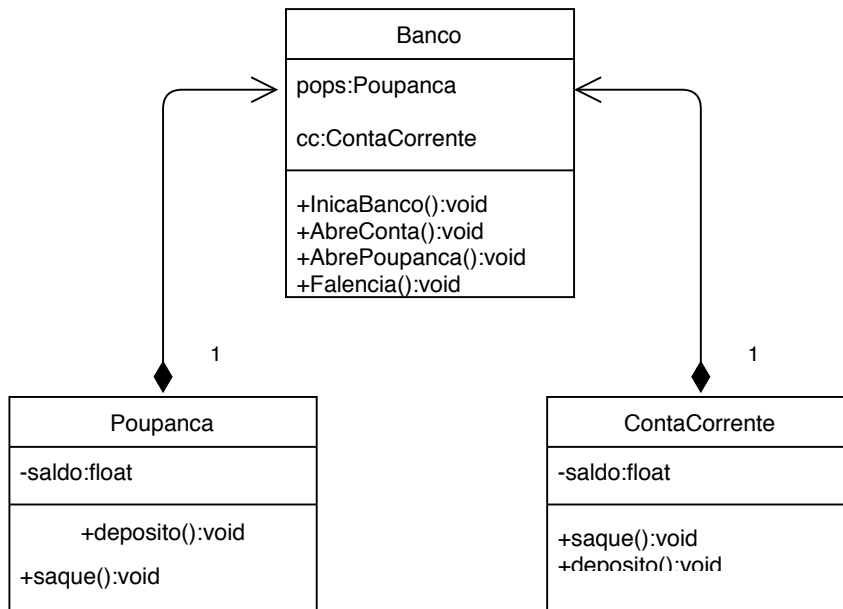 Banco
pops:Poupanca
cc:ContaCorrente
+InicaBanco():void
+AbreConta():void
+AbrePoupanca():void
+Falencia():void
1
1
Poupanca
-saldo:float
+deposito():void
+saque():void
ContaCorrente
-saldo:float
+saque():void
+deposito():void